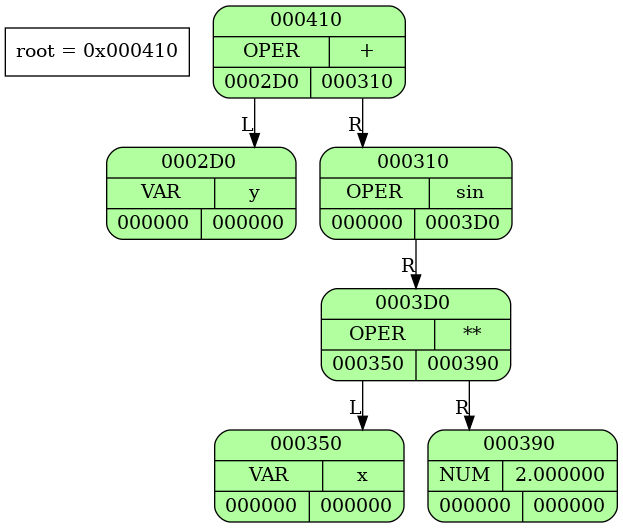 root = 0x000410
000410
OPER +
0002D0 000310
L R
0002D0
VAR y
000000 000000
000310
OPER sin
000000 0003D0
R
0003D0
OPER **
000350 000390
L R
000350
VAR x
000000 000000
000390
NUM 2.000000
000000 000000